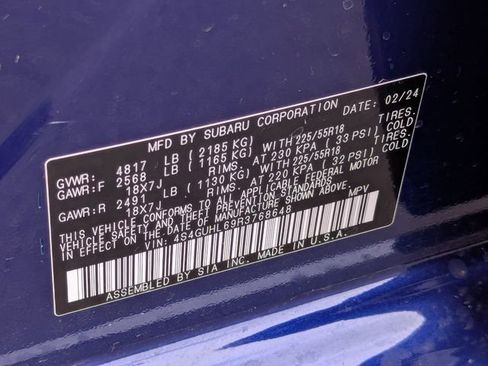 MFD BY SUBARU CORPORATION DATE: 02/24
GVWR: 4817 LB (2185 KG)
GAWR:F 2568 LB (1165 KG) WITH 225/55R18 TIRES.
18X7J RIMS. AT 230 KPA (33 PSI) COLD
GAWR:R 2491 LB (1130 KG) WITH 225/55R18 TIRES.
18X7J RIMS. AT 220 KPA (32 PSI) COLD
THIS VEHICLE CONFORMS TO ALL APPLICABLE FEDERAL MOTOR
VEHICLE SAFETY AND THEFT PREVENTION STANDARDS
IN EFFECT ON THE DATE OF MANUFACTURE SHOWN ABOVE.
VIN: 4S4GUHL69R3768648 MPV
ASSEMBLED BY SIA INC. MADE IN U.S.A.